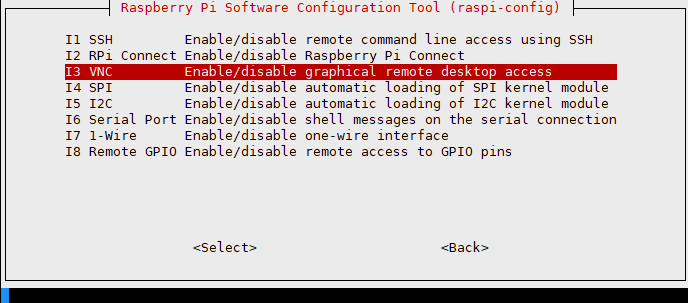 Raspberry Pi Software Configuration Tool (raspi-config)
I1 SSH Enable/disable remote command line access using SSH
I2 RPi Connect Enable/disable Raspberry Pi Connect
I3 VNC Enable/disable graphical remote desktop access
I4 SPI Enable/disable automatic loading of SPI kernel module
I5 I2C Enable/disable automatic loading of I2C kernel module
I6 Serial Port Enable/disable shell messages on the serial connection
I7 1-Wire Enable/disable one-wire interface
I8 Remote GPIO Enable/disable remote access to GPIO pins
<Select> <Back>